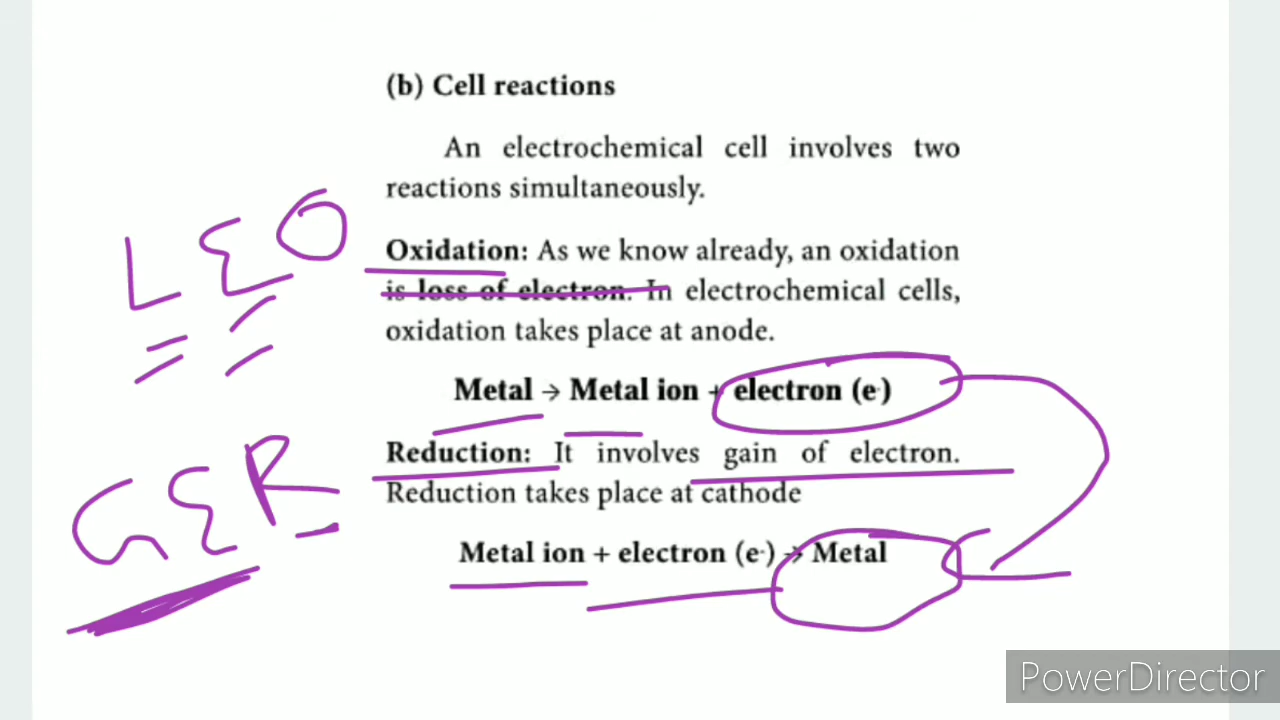 (b) Cell reactions
An electrochemical cell involves two
reactions simultaneously.
LEO
Oxidation: As we know already, an oxidation
is loss of electron. In electrochemical cells,
oxidation takes place at anode.
Metal → Metal ion + electron (e-)
GER
Reduction: It involves gain of electron.
Reduction takes place at cathode
Metal ion + electron (e-) → Metal
PowerDirector